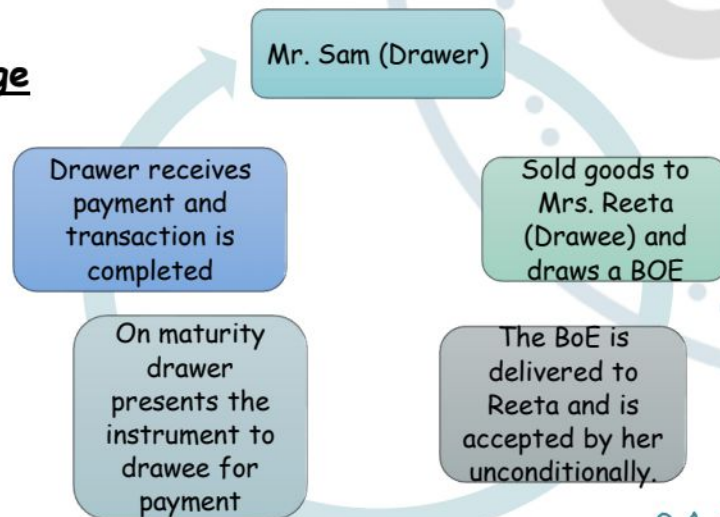 ge
Mr. Sam (Drawer)
Sold goods to
Mrs. Reeta
(Drawee) and
draws a BOE
The BoE is
delivered to
Reeta and is
accepted by her
unconditionally.
On maturity
drawer
presents the
instrument to
drawee for
payment
Drawer receives
payment and
transaction is
completed